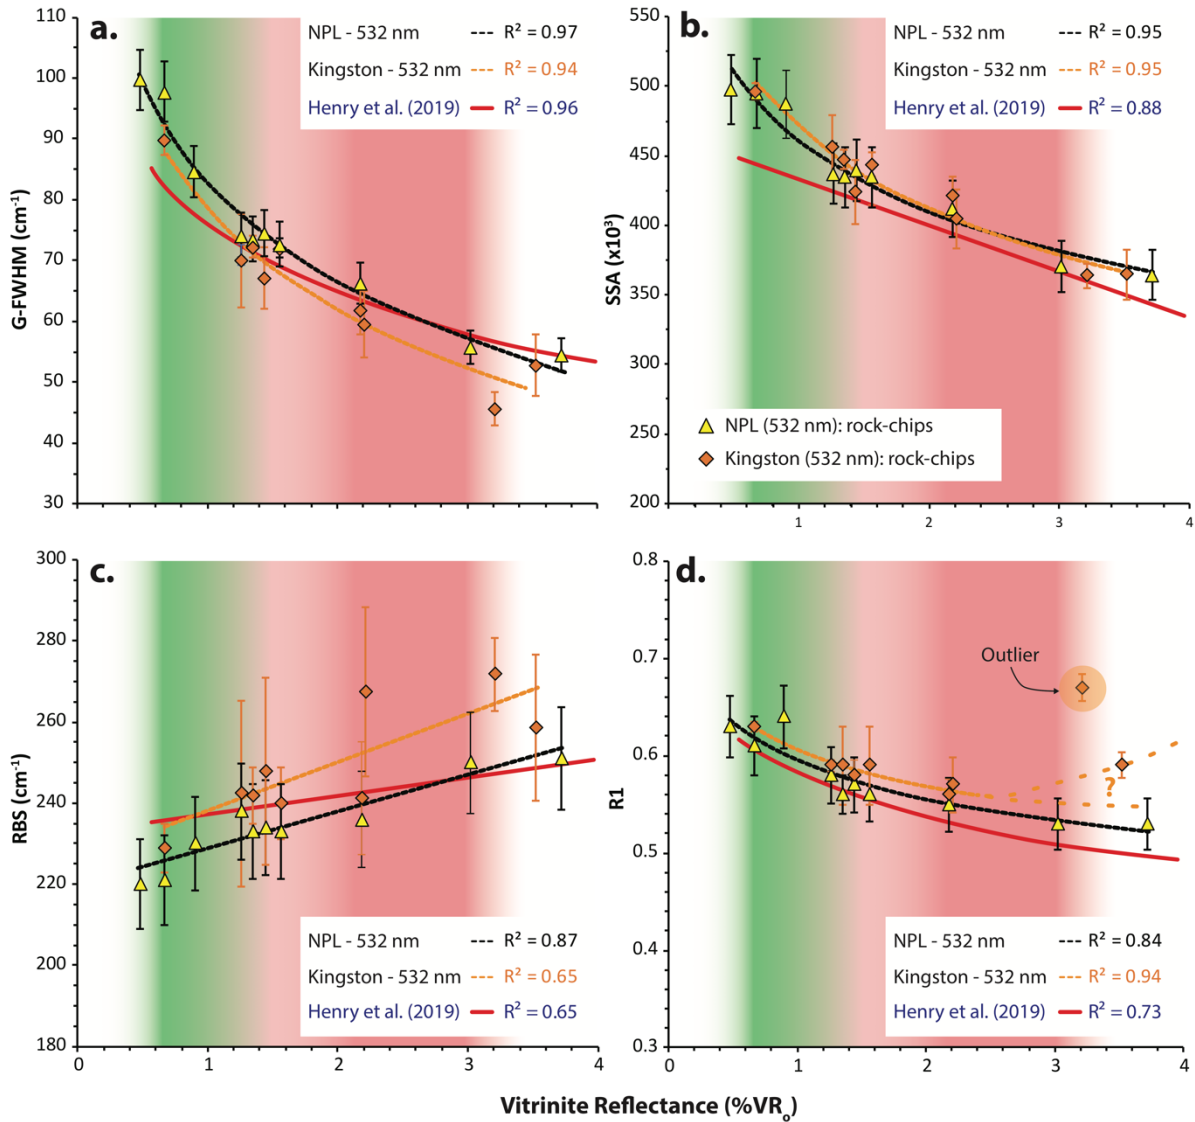 a.
G-FWHM (cm⁻¹)
110
100
90
80
70
60
50
40
30
NPL - 532 nm R² = 0.97
Kingston - 532 nm R² = 0.94
Henry et al. (2019) R² = 0.96
b.
SSA (x10³)
550
500
450
400
350
300
250
200
1 2 3 4
NPL - 532 nm R² = 0.95
Kingston - 532 nm R² = 0.95
Henry et al. (2019) R² = 0.88
NPL (532 nm): rock-chips
Kingston (532 nm): rock-chips
c.
RBS (cm⁻¹)
300
280
260
240
220
200
180
0 1 2 3 4
NPL - 532 nm R² = 0.87
Kingston - 532 nm R² = 0.65
Henry et al. (2019) R² = 0.65
d.
R1
0.8
0.7
0.6
0.5
0.4
0.3
0 1 2 3 4
Outlier
?
NPL - 532 nm R² = 0.84
Kingston - 532 nm R² = 0.94
Henry et al. (2019) R² = 0.73
Vitrinite Reflectance (%VRₒ)